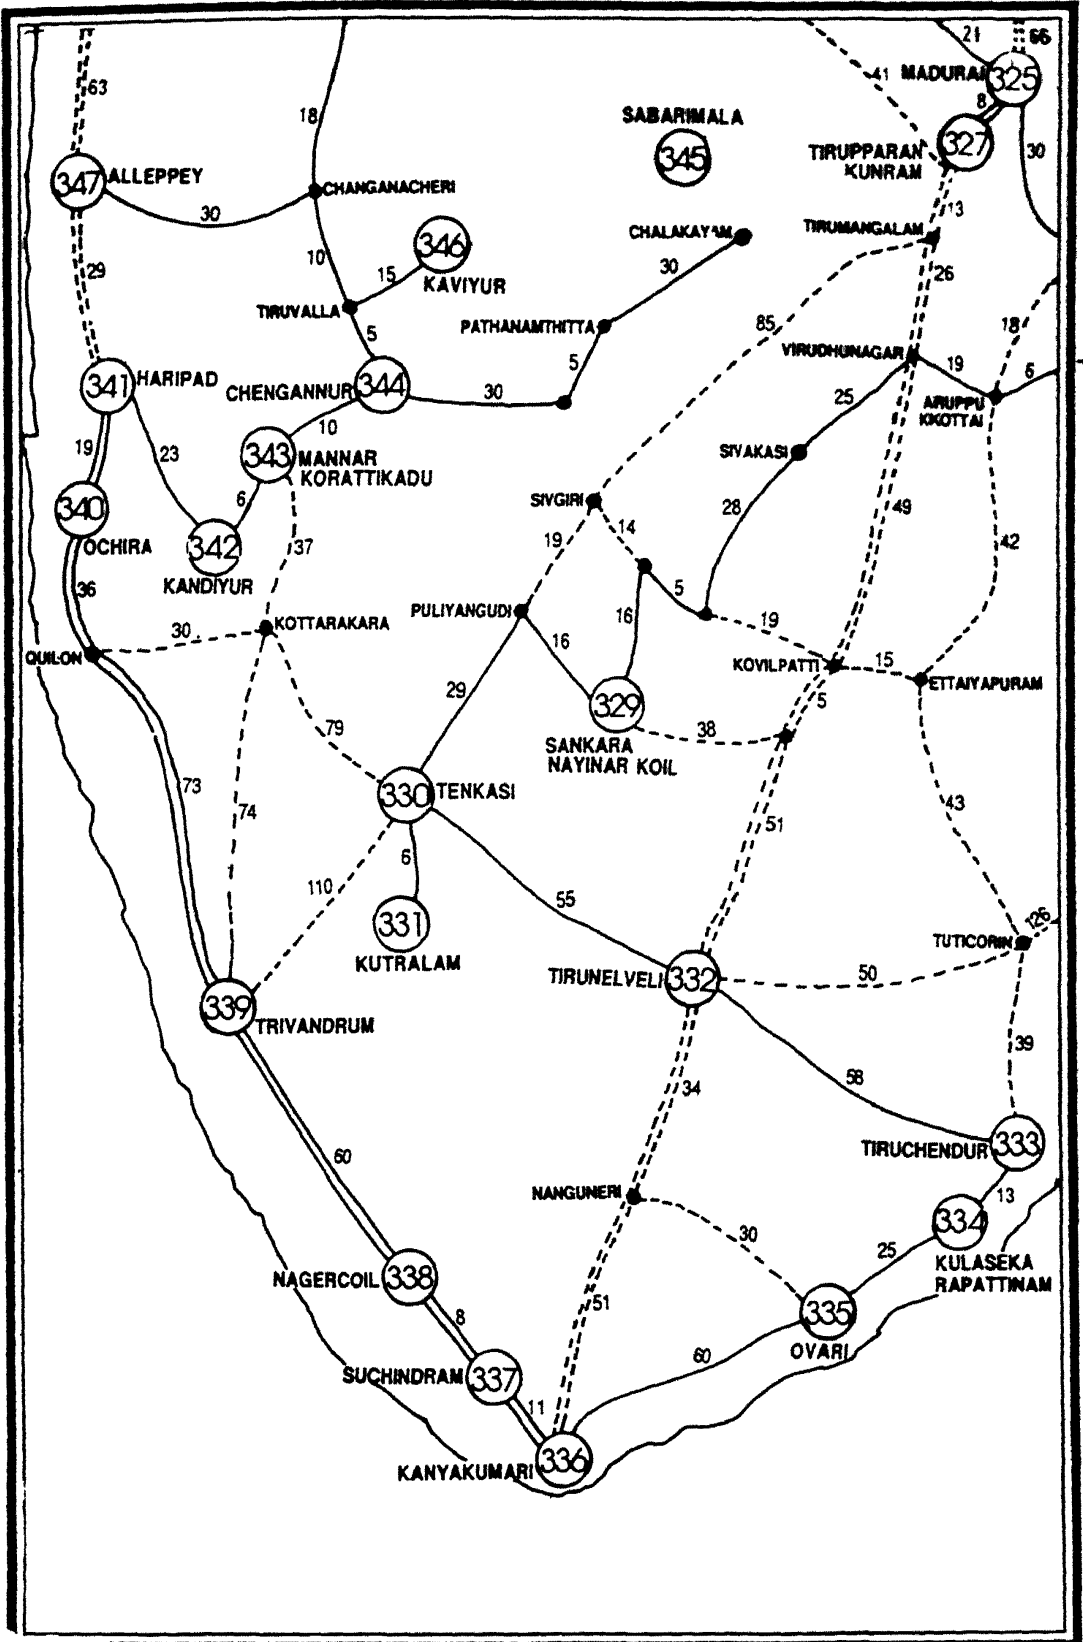 21
66
63
41
MADURAI
325
8
18
SABARIMALA
345
TIRUPPARAN
KUNRAM
327
30
347
ALLEPPEY
CHANGANACHERI
30
13
346
KAVIYUR
CHALAKAYAM
TIRUMANGALAM
10
15
30
26
29
TIRUVALLA
PATHANAMTHITTA
85
18
5
VIRUDHUNAGAR
341
HARIPAD
CHENGANNUR
344
5
19
6
30
25
ARUPPU
KKOTTAI
10
19
23
343
MANNAR
KORATTIKADU
SIVAKASI
6
340
OCHIRA
SIVGIRI
28
49
14
19
42
342
KANDIYUR
37
36
5
PULIYANGUDI
16
16
19
30
KOTTARAKARA
QUILON
KOVILPATTI
15
ETTAIYAPURAM
29
329
SANKARA
NAYINAR KOIL
5
38
79
73
330
TENKASI
74
51
43
6
110
55
331
KUTRALAM
126
TUTICORIN
TIRUNELVELI
332
50
339
TRIVANDRUM
39
58
34
60
TIRUCHENDUR
333
NANGUNERI
13
334
KULASEKA
RAPATTINAM
30
25
NAGERCOIL
338
51
335
OVARI
8
60
SUCHINDRAM
337
11
KANYAKUMARI
336